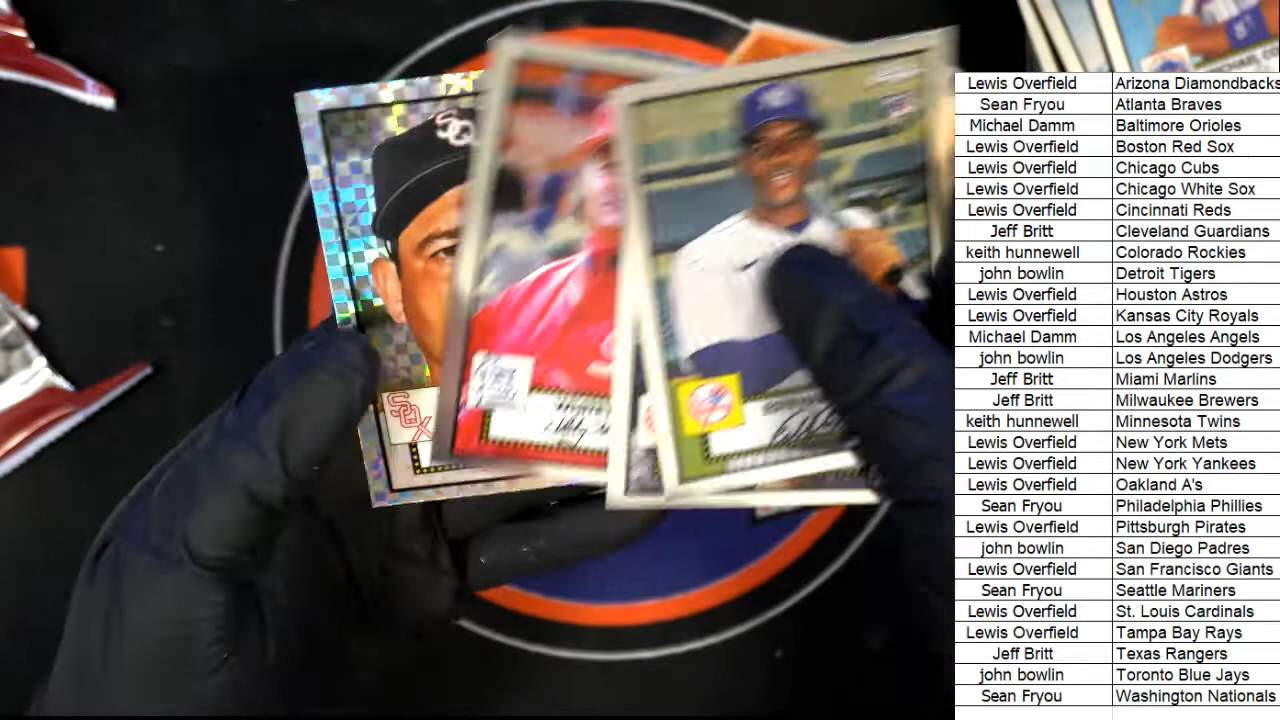 Lewis Overfield Arizona Diamondbacks
Sean Fryou Atlanta Braves
Michael Damm Baltimore Orioles
Lewis Overfield Boston Red Sox
Lewis Overfield Chicago Cubs
Lewis Overfield Chicago White Sox
Lewis Overfield Cincinnati Reds
Jeff Britt Cleveland Guardians
keith hunnewell Colorado Rockies
john bowlin Detroit Tigers
Lewis Overfield Houston Astros
Lewis Overfield Kansas City Royals
Michael Damm Los Angeles Angels
john bowlin Los Angeles Dodgers
Jeff Britt Miami Marlins
Jeff Britt Milwaukee Brewers
keith hunnewell Minnesota Twins
Lewis Overfield New York Mets
Lewis Overfield New York Yankees
Lewis Overfield Oakland A's
Sean Fryou Philadelphia Phillies
Lewis Overfield Pittsburgh Pirates
john bowlin San Diego Padres
Lewis Overfield San Francisco Giants
Sean Fryou Seattle Mariners
Lewis Overfield St. Louis Cardinals
Lewis Overfield Tampa Bay Rays
Jeff Britt Texas Rangers
john bowlin Toronto Blue Jays
Sean Fryou Washington Nationals
SOX